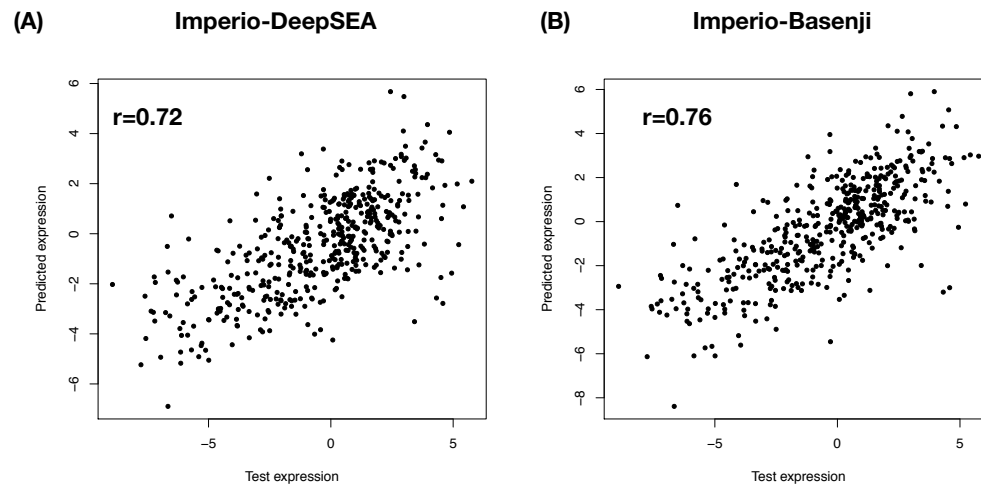 (A)
Imperio-DeepSEA
r=0.72
6
4
2
0
−2
−4
−6
Predicted expression
−5
0
5
Test expression
(B)
Imperio-Basenji
r=0.76
6
4
2
0
−2
−4
−6
−8
Predicted expression
−5
0
5
Test expression